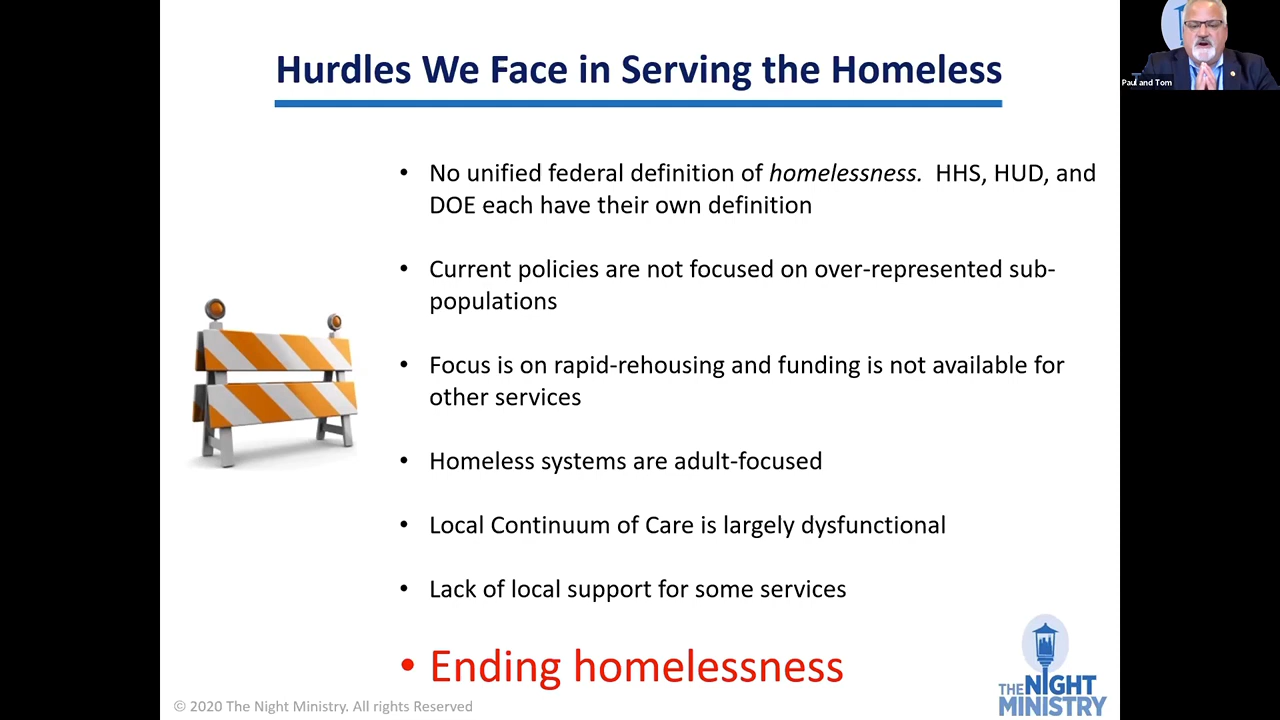 Hurdles We Face in Serving the Homeless
Paul and Tom
• No unified federal definition of homelessness.  HHS, HUD, and
DOE each have their own definition
• Current policies are not focused on over-represented sub-
populations
• Focus is on rapid-rehousing and funding is not available for
other services
• Homeless systems are adult-focused
• Local Continuum of Care is largely dysfunctional
• Lack of local support for some services
• Ending homelessness
© 2020 The Night Ministry. All rights Reserved
THE NIGHT
MINISTRY